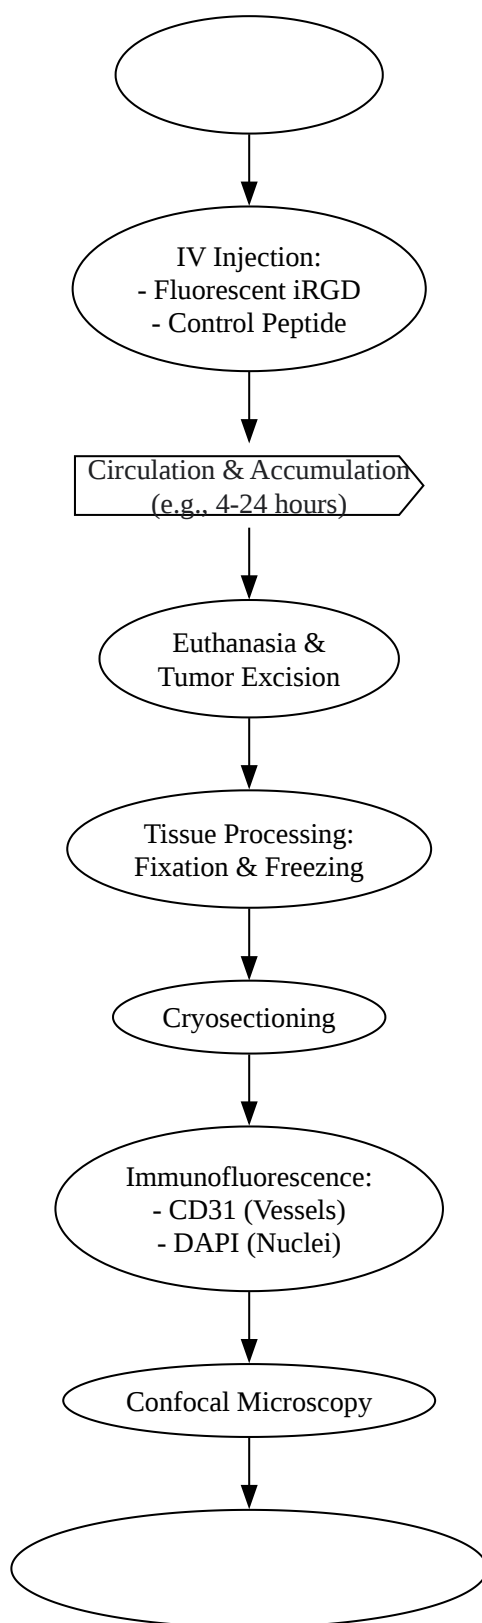 IV Injection:
- Fluorescent iRGD
- Control Peptide
Circulation & Accumulation
(e.g., 4-24 hours)
Euthanasia &
Tumor Excision
Tissue Processing:
Fixation & Freezing
Cryosectioning
Immunofluorescence:
- CD31 (Vessels)
- DAPI (Nuclei)
Confocal Microscopy